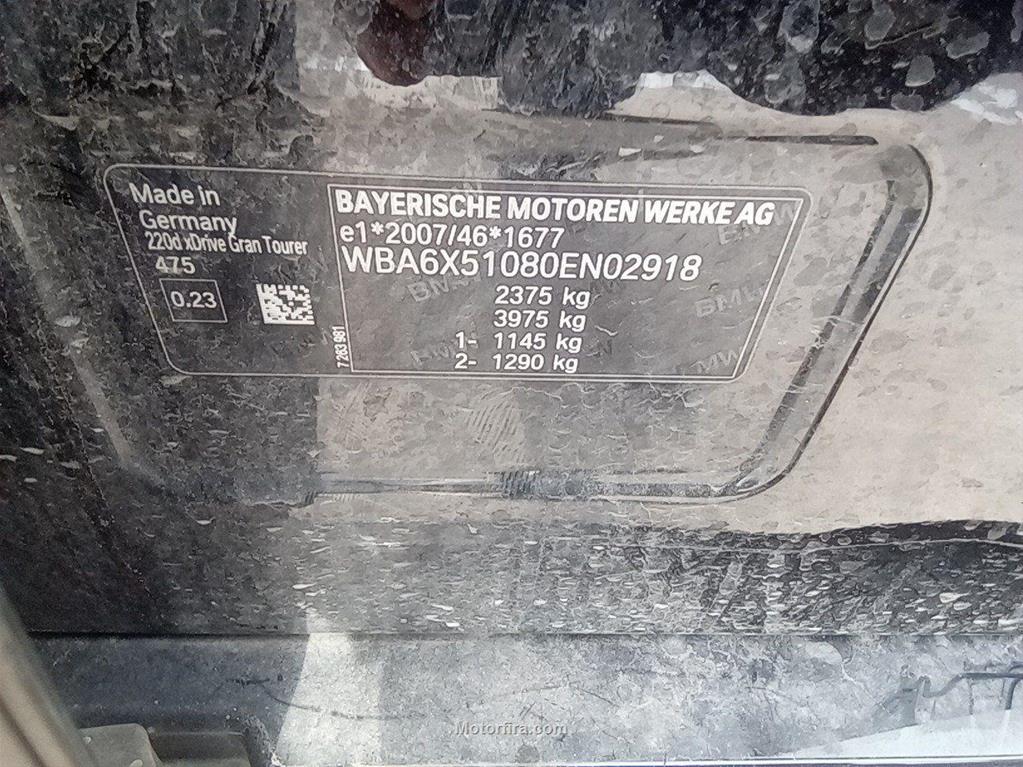 Made in
Germany
220d xDrive Gran Tourer
475
0.23
7 263 981
BAYERISCHE MOTOREN WERKE AG
e1*2007/46*1677
WBA6X51080EN02918
2375 kg
3975 kg
1- 1145 kg
2- 1290 kg
BMW
Motorfira.com